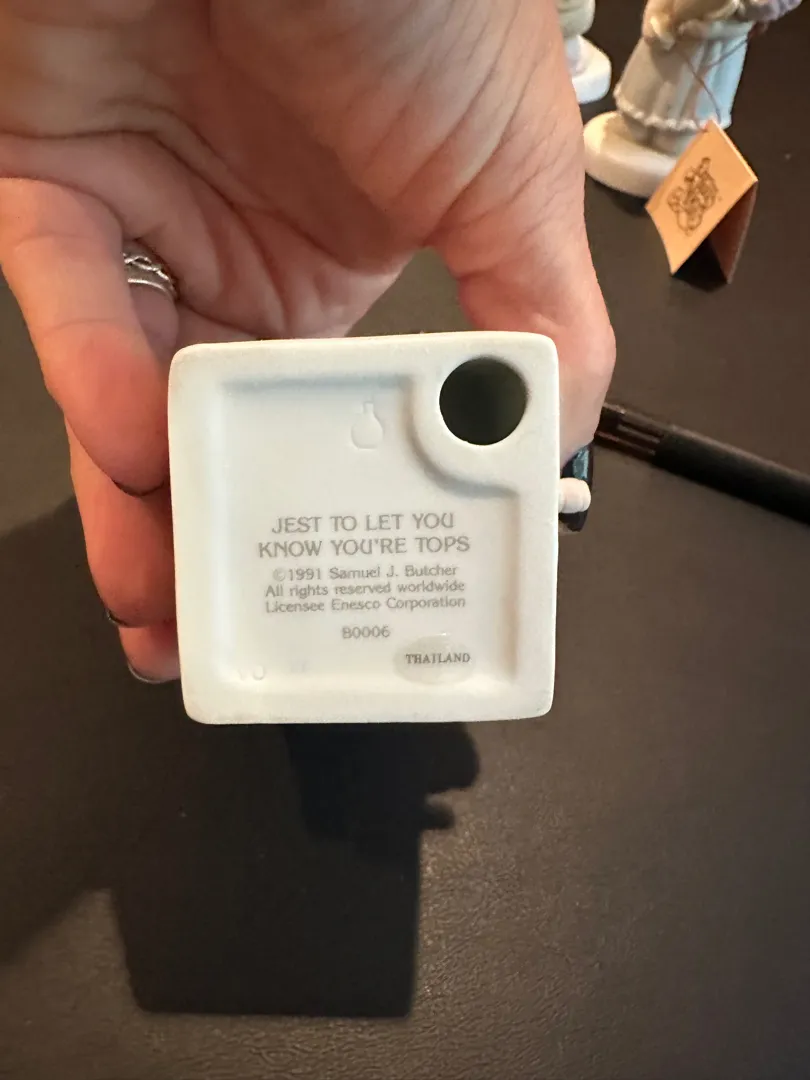 JEST TO LET YOU
KNOW YOU'RE TOPS
©1991 Samuel J. Butcher
All rights reserved worldwide
Licensee Enesco Corporation
B0006
THAILAND